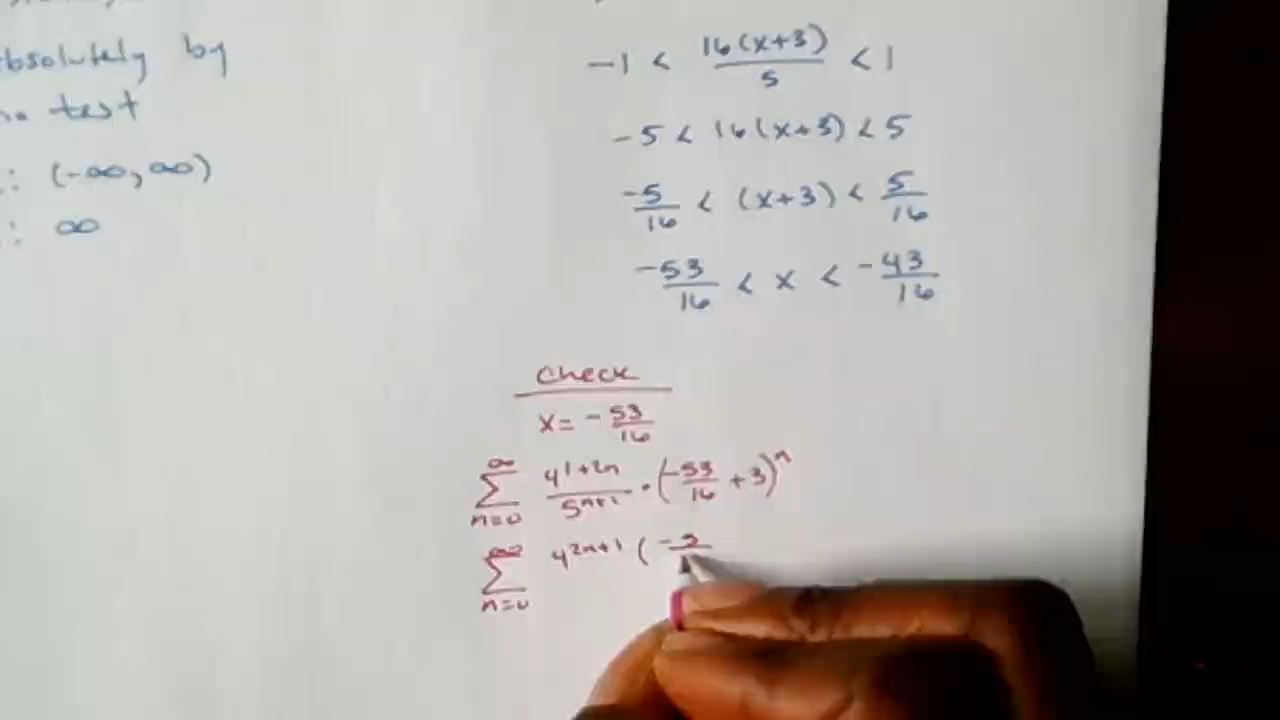 by
test
: (-∞, ∞)
: ∞
-1 < 16(x+3)/5 < 1
-5 < 16(x+3) < 5
-5/16 < (x+3) < 5/16
-53/16 < x < -43/16
check
x = -53/16
∞ Σ n=0 4^(1+2n)/5^(n+1) · (-53/16 + 3)^n
∞ Σ n=0 4^(2n+1) (-5/